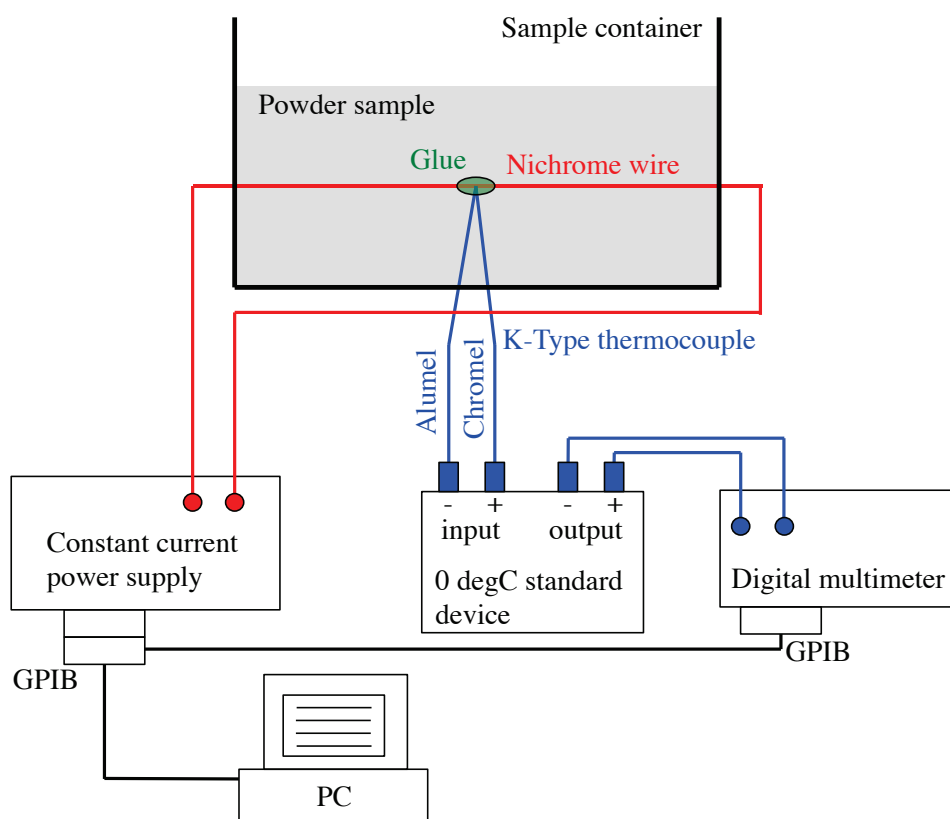 Sample container
Powder sample
Glue
Nichrome wire
K-Type thermocouple
Alumel
Chromel
- +
input
- +
output
0 degC standard
device
Constant current
power supply
Digital multimeter
GPIB
GPIB
PC